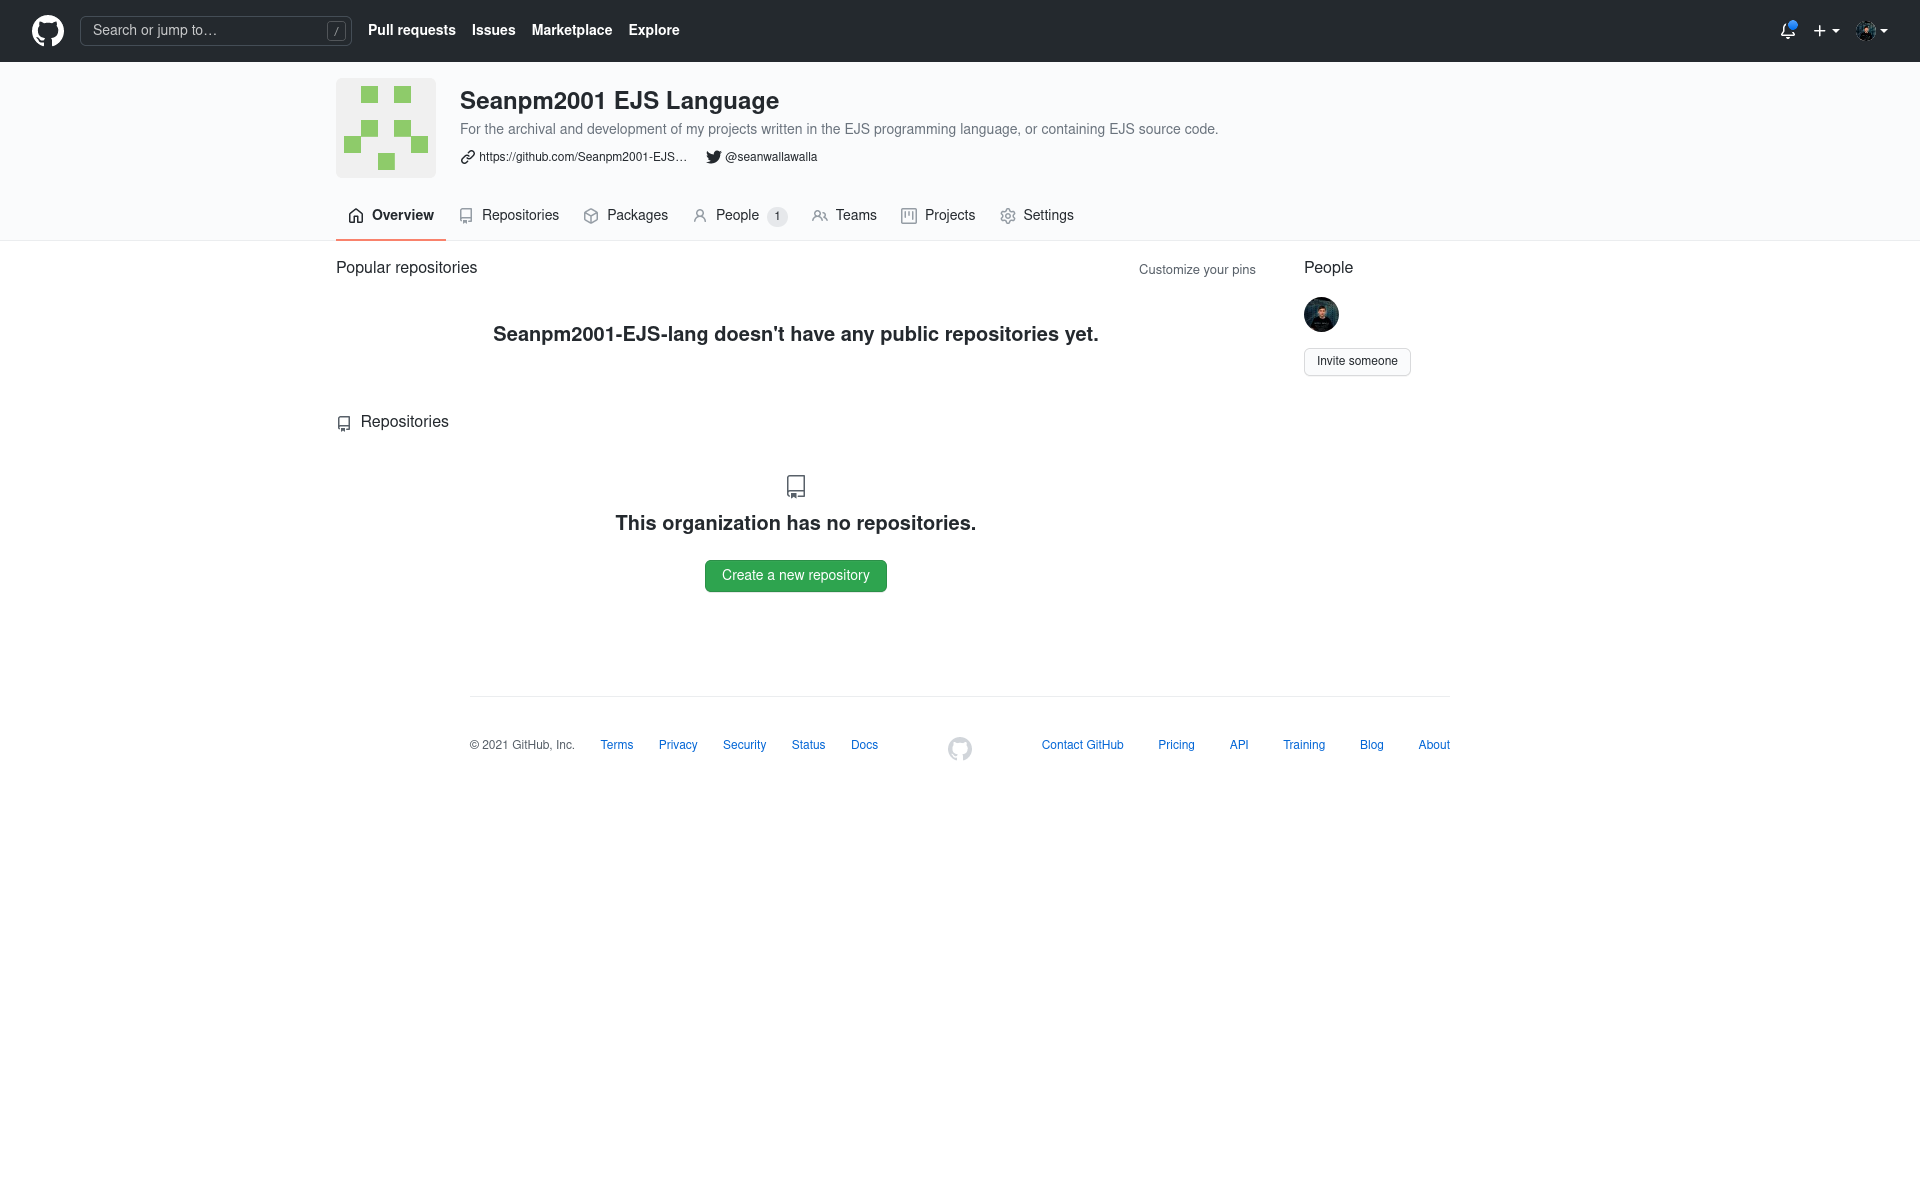 Search or jump to… / Pull requests Issues Marketplace Explore
Seanpm2001 EJS Language
For the archival and development of my projects written in the EJS programming language, or containing EJS source code.
https://github.com/Seanpm2001-EJS… @seanwallawalla
Overview Repositories Packages People 1 Teams Projects Settings
Popular repositories Customize your pins People
Seanpm2001-EJS-lang doesn't have any public repositories yet.
Invite someone
Repositories
This organization has no repositories.
Create a new repository
© 2021 GitHub, Inc. Terms Privacy Security Status Docs Contact GitHub Pricing API Training Blog About